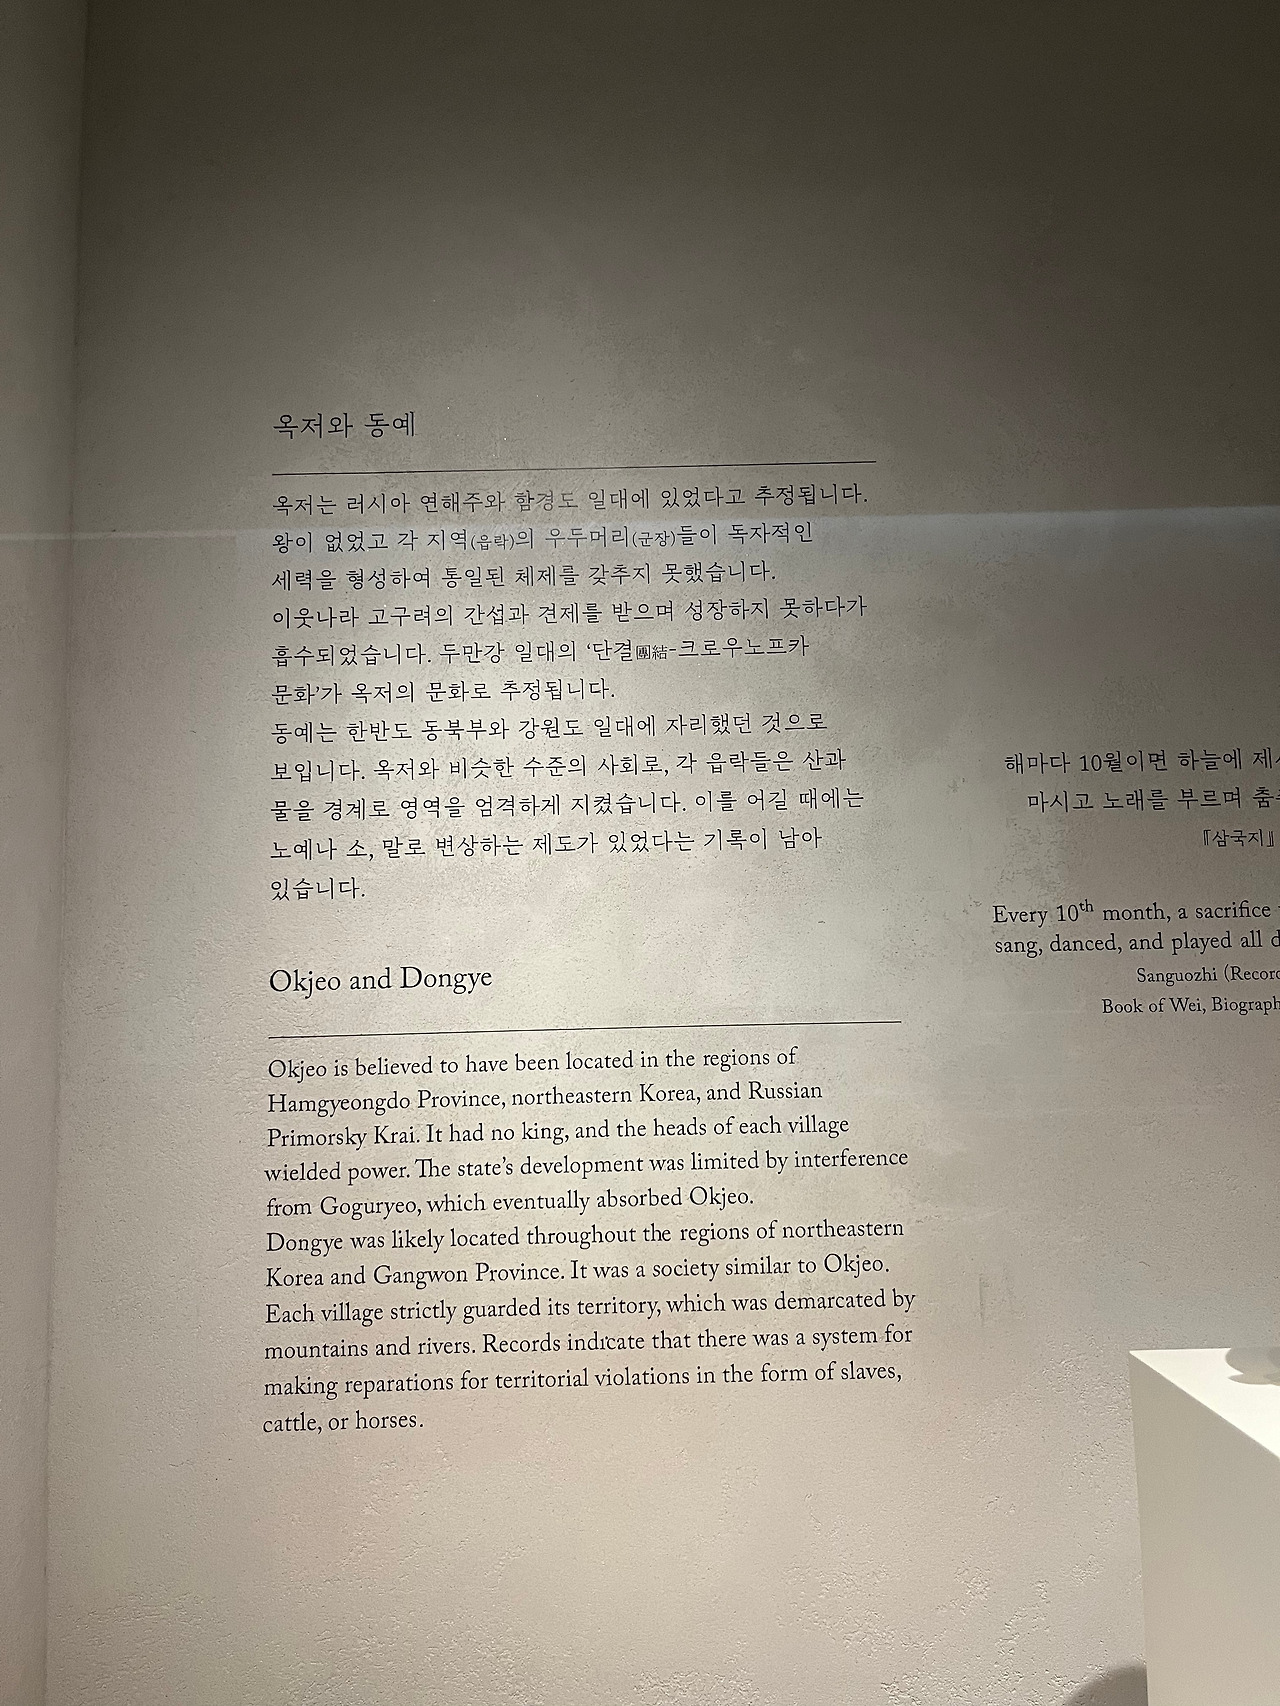 옥저와 동예
옥저는 러시아 연해주와 함경도 일대에 있었다고 추정됩니다.
왕이 없었고 각 지역(읍락)의 우두머리(군장)들이 독자적인
세력을 형성하여 통일된 체제를 갖추지 못했습니다.
이웃나라 고구려의 간섭과 견제를 받으며 성장하지 못하다가
흡수되었습니다. 두만강 일대의 ‘단결團結-크로우노프카
문화’가 옥저의 문화로 추정됩니다.
동예는 한반도 동북부와 강원도 일대에 자리했던 것으로
보입니다. 옥저와 비슷한 수준의 사회로, 각 읍락들은 산과
물을 경계로 영역을 엄격하게 지켰습니다. 이를 어길 때에는
노예나 소, 말로 변상하는 제도가 있었다는 기록이 남아
있습니다.
Okjeo and Dongye
Okjeo is believed to have been located in the regions of
Hamgyeongdo Province, northeastern Korea, and Russian
Primorsky Krai. It had no king, and the heads of each village
wielded power. The state’s development was limited by interference
from Goguryeo, which eventually absorbed Okjeo.
Dongye was likely located throughout the regions of northeastern
Korea and Gangwon Province. It was a society similar to Okjeo.
Each village strictly guarded its territory, which was demarcated by
mountains and rivers. Records indicate that there was a system for
making reparations for territorial violations in the form of slaves,
cattle, or horses.
해마다 10월이면 하늘에
마시고 노래를 부르며
『삼국지』
Every 10th month, a sacrifice
sang, danced, and played all
Sanguozhi
Book of Wei,